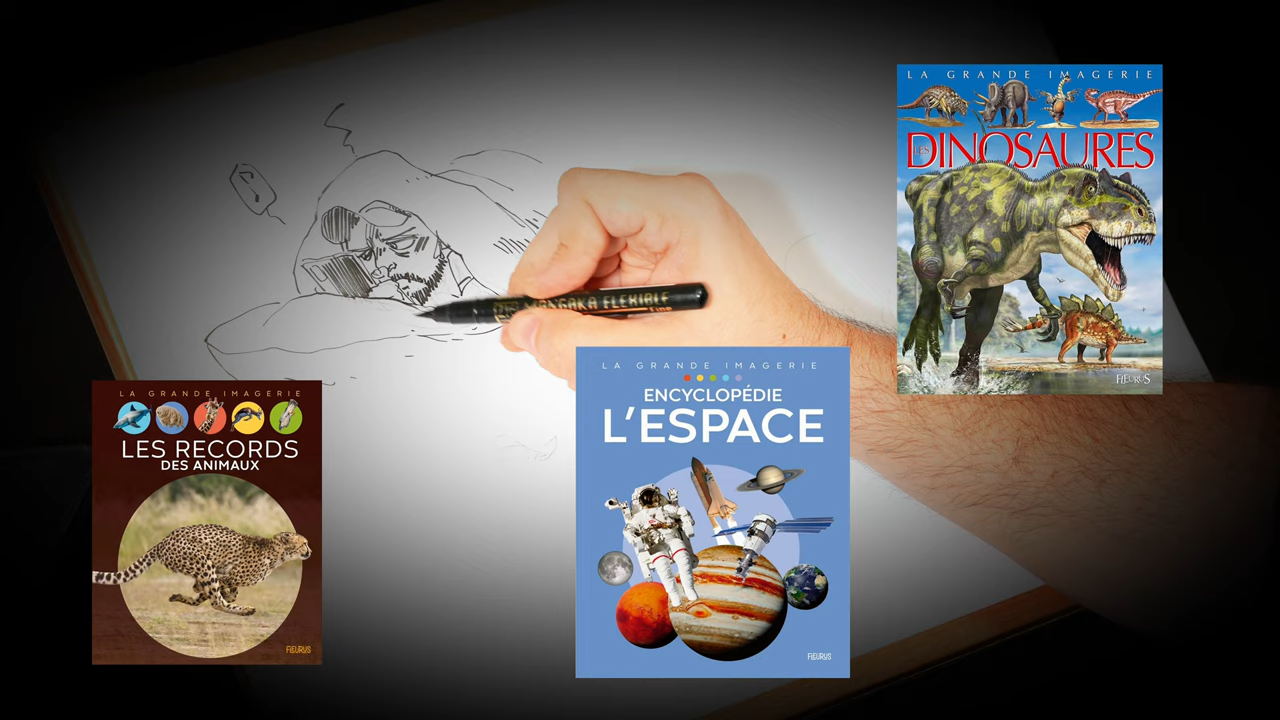 MANGAKA FLEXIBLE
LA GRANDE IMAGERIE
LES
DINOSAURES
FLEURUS
LA GRANDE IMAGERIE
LES RECORDS
DES ANIMAUX
FLEURUS
LA GRANDE IMAGERIE
ENCYCLOPÉDIE
L'ESPACE
FLEURUS